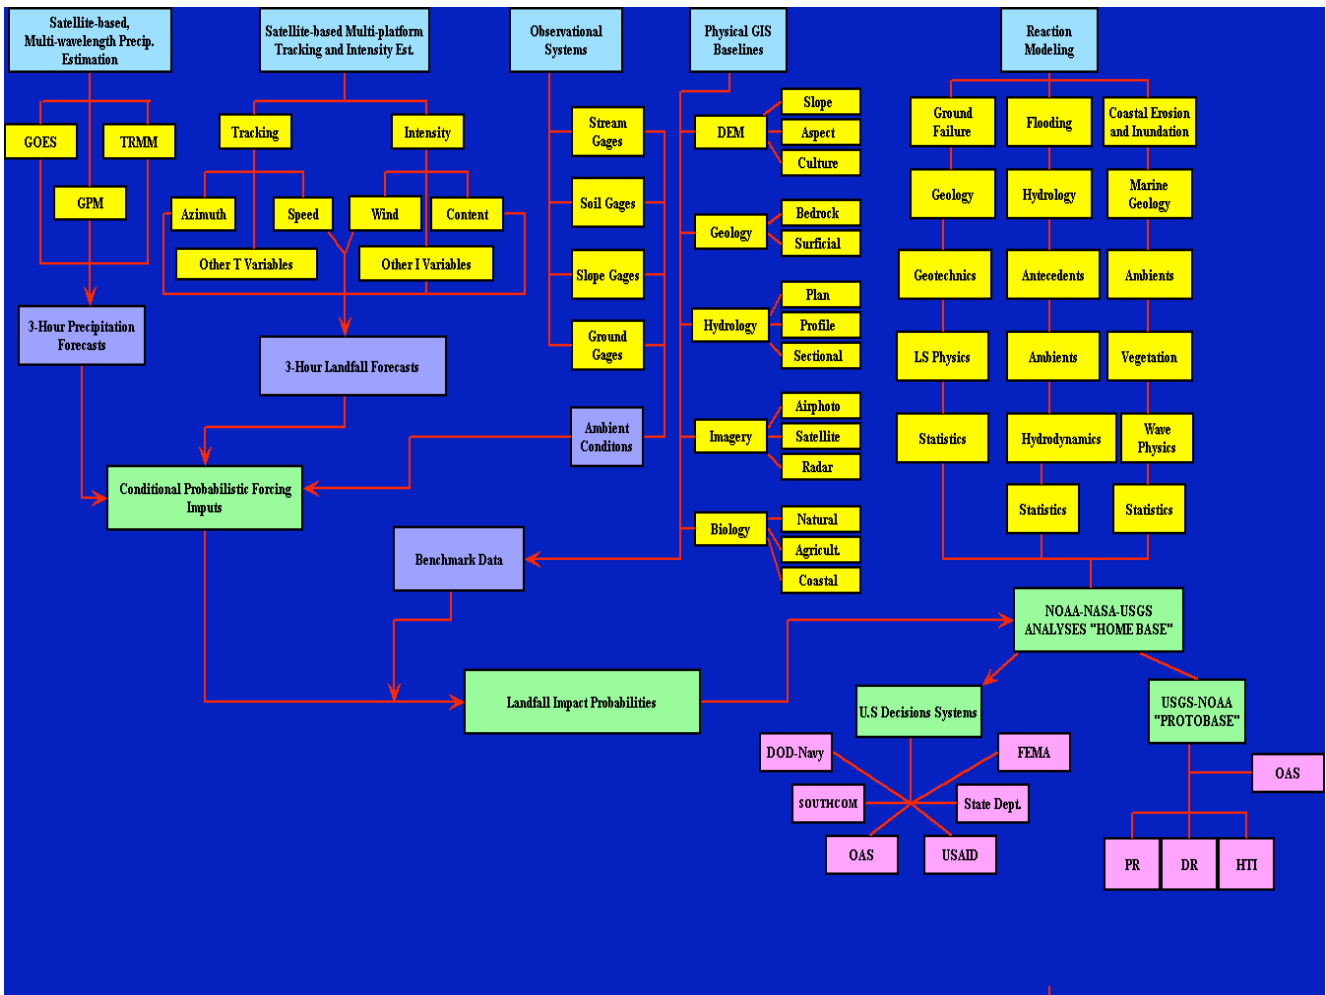 Satellite-based,
Multi-wavelength Precip.
Estimation
Satellite-based Multi-platform
Tracking and Intensity Est.
Observational
Systems
Physical GIS
Baselines
Reaction
Modeling
GOES
TRMM
GPM
Tracking
Intensity
Azimuth
Speed
Wind
Content
Other T Variables
Other I Variables
3-Hour Precipitation
Forecasts
3-Hour Landfall Forecasts
Stream
Gages
Soil Gages
Slope Gages
Ground
Gages
Ambient
Conditons
DEM
Slope
Aspect
Culture
Geology
Bedrock
Surficial
Hydrology
Plan
Profile
Sectional
Imagery
Airphoto
Satellite
Radar
Biology
Natural
Agricult.
Coastal
Ground
Failure
Flooding
Coastal Erosion
and Inundation
Geology
Hydrology
Marine
Geology
Geotechnics
Antecedents
Ambients
LS Physics
Ambients
Vegetation
Statistics
Hydrodynamics
Wave
Physics
Statistics
Statistics
Conditional Probabilistic Forcing
Imputs
Benchmark Data
Landfall Impact Probabilities
NOAA-NASA-USGS
ANALYSES "HOME BASE"
U.S Decisions Systems
USGS-NOAA
"PROTOBASE"
DOD-Navy
FEMA
SOUTHCOM
State Dept.
OAS
USAID
OAS
PR
DR
HTI